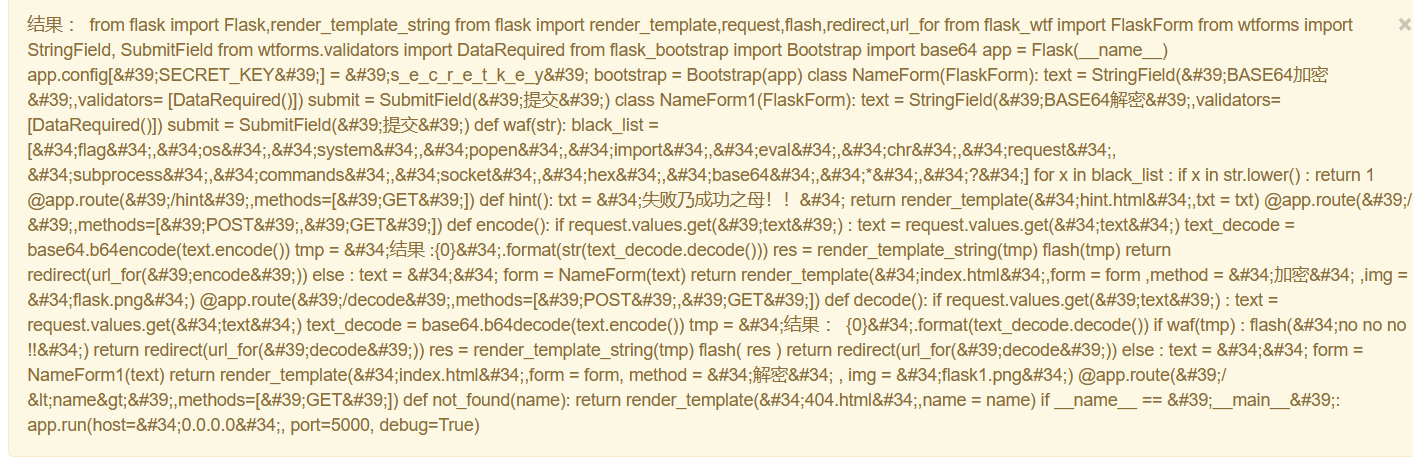 结果： from flask import Flask,render_template_string from flask import render_template,request,flash,redirect,url_for from flask_wtf import FlaskForm from wtforms import
StringField, SubmitField from wtforms.validators import DataRequired from flask_bootstrap import Bootstrap import base64 app = Flask(__name__)
app.config[&#39;SECRET_KEY&#39;] = &#39;s_e_c_r_e_t_k_e_y&#39; bootstrap = Bootstrap(app) class NameForm(FlaskForm): text = StringField(&#39;BASE64加密
&#39;,validators= [DataRequired()]) submit = SubmitField(&#39;提交&#39;) class NameForm1(FlaskForm): text = StringField(&#39;BASE64解密&#39;,validators=
[DataRequired()]) submit = SubmitField(&#39;提交&#39;) def waf(str): black_list =
[&#34;flag&#34;,&#34;os&#34;,&#34;system&#34;,&#34;popen&#34;,&#34;import&#34;,&#34;eval&#34;,&#34;chr&#34;,&#34;request&#34;,
&#34;subprocess&#34;,&#34;commands&#34;,&#34;socket&#34;,&#34;hex&#34;,&#34;base64&#34;,&#34;*&#34;,&#34;?&#34;] for x in black_list : if x in str.lower() : return 1
@app.route(&#39;/hint&#39;,methods=[&#39;GET&#39;]) def hint(): txt = &#34;失败乃成功之母！！&#34; return render_template(&#34;hint.html&#34;,txt = txt) @app.route(&#39;/
&#39;,methods=[&#39;POST&#39;,&#39;GET&#39;]) def encode(): if request.values.get(&#39;text&#39;) : text = request.values.get(&#34;text&#34;) text_decode =
base64.b64encode(text.encode()) tmp = &#34;结果 :{0}&#34;.format(str(text_decode.decode())) res = render_template_string(tmp) flash(tmp) return
redirect(url_for(&#39;encode&#39;)) else : text = &#34;&#34; form = NameForm(text) return render_template(&#34;index.html&#34;,form = form ,method = &#34;加密&#34; ,img =
&#34;flask.png&#34;) @app.route(&#39;/decode&#39;,methods=[&#39;POST&#39;,&#39;GET&#39;]) def decode(): if request.values.get(&#39;text&#39;) : text =
request.values.get(&#34;text&#34;) text_decode = base64.b64decode(text.encode()) tmp = &#34;结果： {0}&#34;.format(text_decode.decode()) if waf(tmp) : flash(&#34;no no no
!!&#34;) return redirect(url_for(&#39;decode&#39;)) res = render_template_string(tmp) flash( res ) return redirect(url_for(&#39;decode&#39;)) else : text = &#34;&#34; form =
NameForm1(text) return render_template(&#34;index.html&#34;,form = form, method = &#34;解密&#34; , img = &#34;flask1.png&#34;) @app.route(&#39;/
&lt;name&gt;&#39;,methods=[&#39;GET&#39;]) def not_found(name): return render_template(&#34;404.html&#34;,name = name) if __name__ == &#39;__main__&#39;:
app.run(host=&#34;0.0.0.0&#34;, port=5000, debug=True)